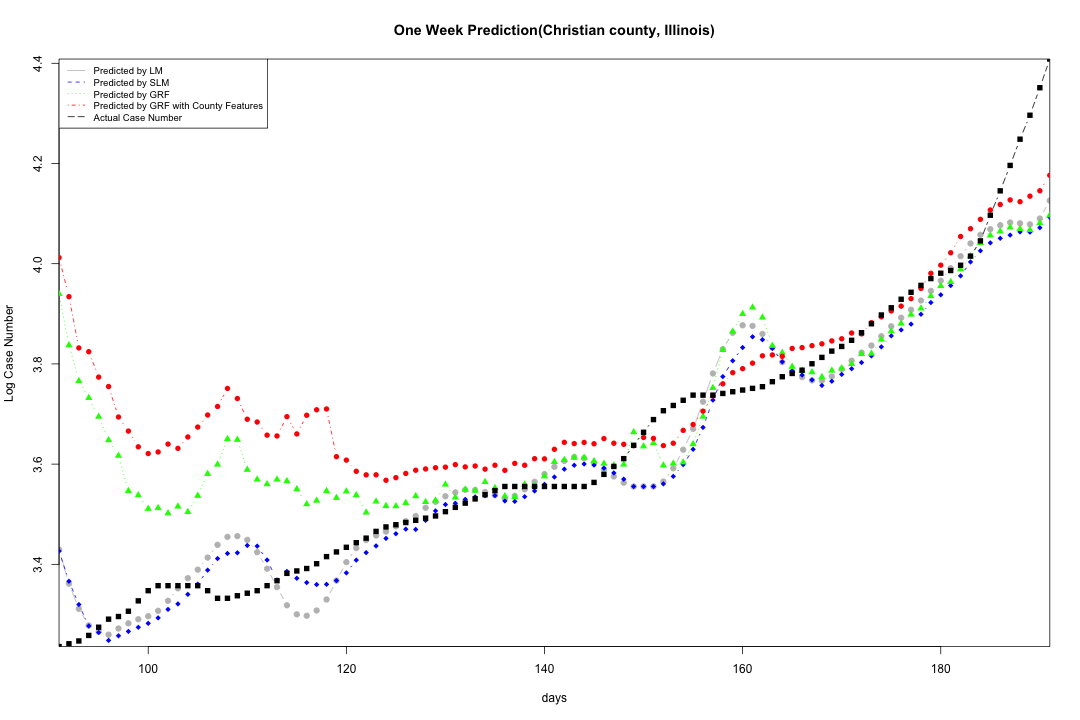 One Week Prediction(Christian county, Illinois)
Predicted by LM
Predicted by SLM
Predicted by GRF
Predicted by GRF with County Features
Actual Case Number
4.4
4.2
4.0
3.8
3.6
3.4
Log Case Number
100 120 140 160 180
days